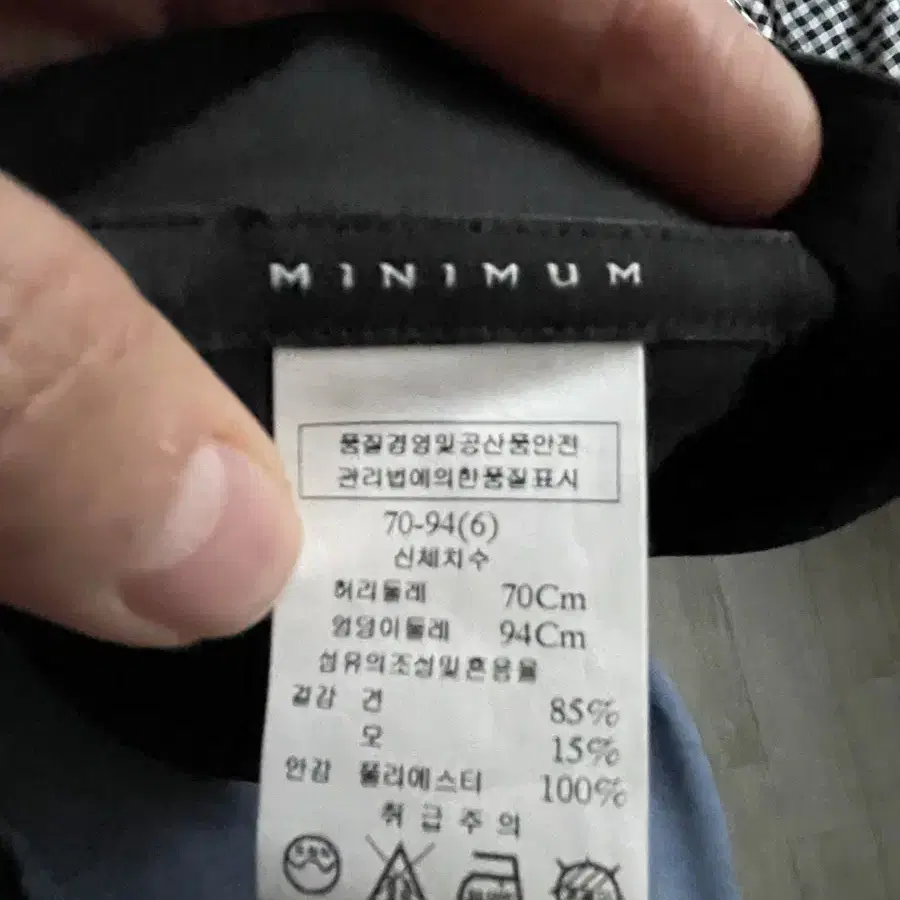 MINIMUM
품질경영및공산품안전
관리법에의한품질표시
70-94(6)
신체치수
허리둘레 70Cm
엉덩이둘레 94Cm
섬유의조성및혼용율
겉감 견 85%
모 15%
안감 폴리에스터 100%
취급주의